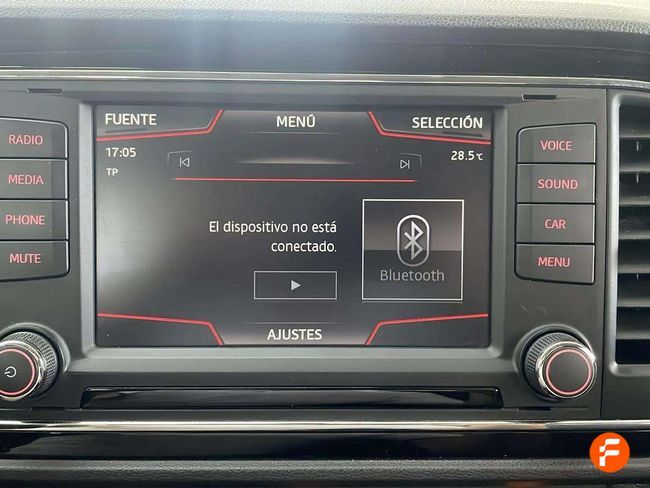 FUENTE
MENÚ
SELECCIÓN
17:05
28.5°C
TP
El dispositivo no está
conectado.
Bluetooth
AJUSTES
RADIO
MEDIA
PHONE
MUTE
VOICE
SOUND
CAR
MENU